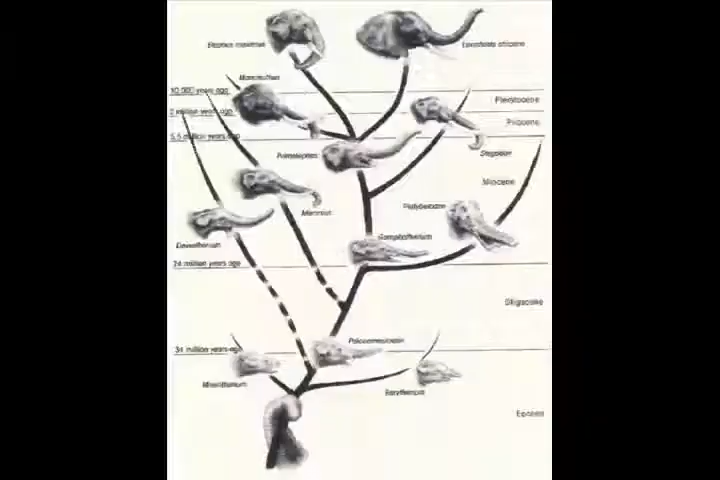 Elephas maximus
Loxodonta africana
Mammuthus
10,000 years ago
Pleistocene
2 million years ago
Pliocene
5.5 million years ago
Primelephas
Stegodon
Miocene
Mammut
Platybelodon
Deinotherium
Gomphotherium
24 million years ago
Oligocene
Palaeomastodon
34 million years ago
Moeritherium
Barytherium
Eocene